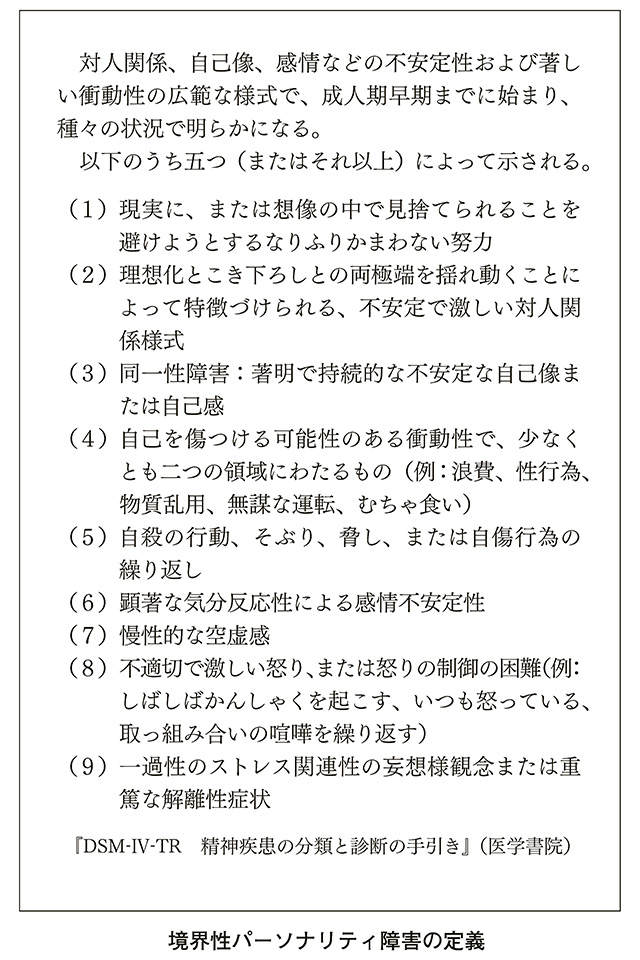 対人関係、自己像、感情などの不安定性および著し
い衝動性の広範な様式で、成人期早期までに始まり、
種々の状況で明らかになる。
以下のうち五つ（またはそれ以上）によって示される。
（1）現実に、または想像の中で見捨てられることを
避けようとするなりふりかまわない努力
（2）理想化とこき下ろしとの両極端を揺れ動くことに
よって特徴づけられる、不安定で激しい対人関
係様式
（3）同一性障害：著明で持続的な不安定な自己像ま
たは自己感
（4）自己を傷つける可能性のある衝動性で、少なく
とも二つの領域にわたるもの（例：浪費、性行為、
物質乱用、無謀な運転、むちゃ食い）
（5）自殺の行動、そぶり、脅し、または自傷行為の
繰り返し
（6）顕著な気分反応性による感情不安定性
（7）慢性的な空虚感
（8）不適切で激しい怒り、または怒りの制御の困難（例：
しばしばかんしゃくを起こす、いつも怒っている、
取っ組み合いの喧嘩を繰り返す）
（9）一過性のストレス関連性の妄想様観念または重
篤な解離性症状
『DSM-Ⅳ-TR　精神疾患の分類と診断の手引き』（医学書院）
境界性パーソナリティ障害の定義